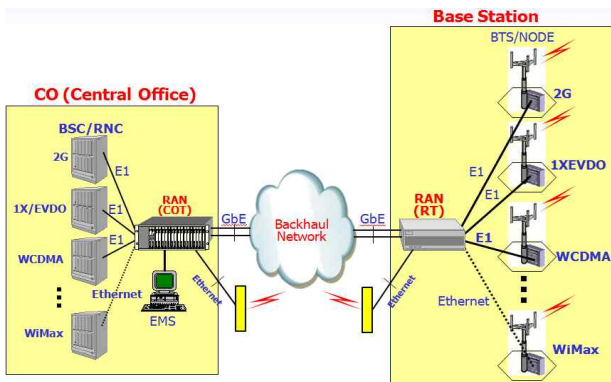 Base Station
BTS/NODE
2G
E1
1XEVDO
E1
RAN
(RT)
E1
WCDMA
Ethernet
WiMax
CO (Central Office)
BSC/RNC
2G
E1
1X/EVDO
E1
RAN
(COT)
WCDMA
E1
Ethernet
EMS
WiMax
GbE
Backhaul
Network
GbE
Ethernet
Ethernet